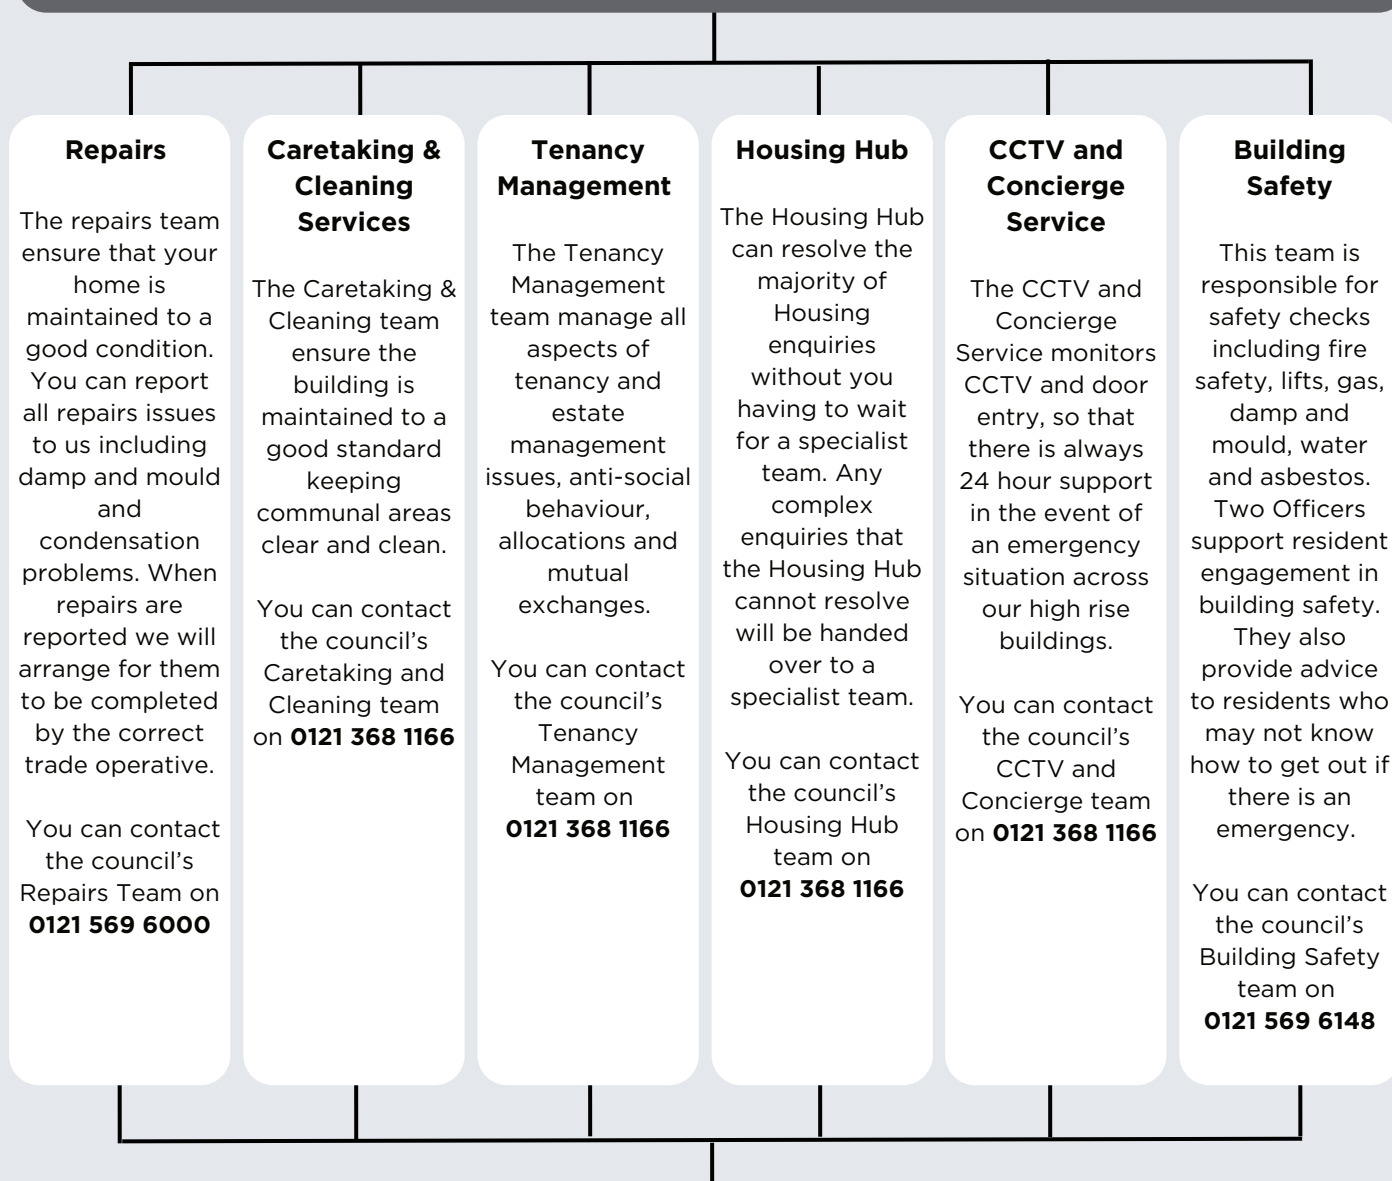 Repairs
The repairs team
ensure that your
home is
maintained to a
good condition.
You can report
all repairs issues
to us including
damp and mould
and
condensation
problems. When
repairs are
reported we will
arrange for them
to be completed
by the correct
trade operative.
You can contact
the council's
Repairs Team on
0121 569 6000
Caretaking &
Cleaning
Services
The Caretaking &
Cleaning team
ensure the
building is
maintained to a
good standard
keeping
communal areas
clear and clean.
You can contact
the council's
Caretaking and
Cleaning team
on 0121 368 1166
Tenancy
Management
The Tenancy
Management
team manage all
aspects of
tenancy and
estate
management
issues, anti-social
behaviour,
allocations and
mutual
exchanges.
You can contact
the council's
Tenancy
Management
team on
0121 368 1166
Housing Hub
The Housing Hub
can resolve the
majority of
Housing
enquiries
without you
having to wait
for a specialist
team. Any
complex
enquiries that
the Housing Hub
cannot resolve
will be handed
over to a
specialist team.
You can contact
the council's
Housing Hub
team on
0121 368 1166
CCTV and
Concierge
Service
The CCTV and
Concierge
Service monitors
CCTV and door
entry, so that
there is always
24 hour support
in the event of
an emergency
situation across
our high rise
buildings.
You can contact
the council's
CCTV and
Concierge team
on 0121 368 1166
Building
Safety
This team is
responsible for
safety checks
including fire
safety, lifts, gas,
damp and
mould, water
and asbestos.
Two Officers
support resident
engagement in
building safety.
They also
provide advice
to residents who
may not know
how to get out if
there is an
emergency.
You can contact
the council's
Building Safety
team on
0121 569 6148